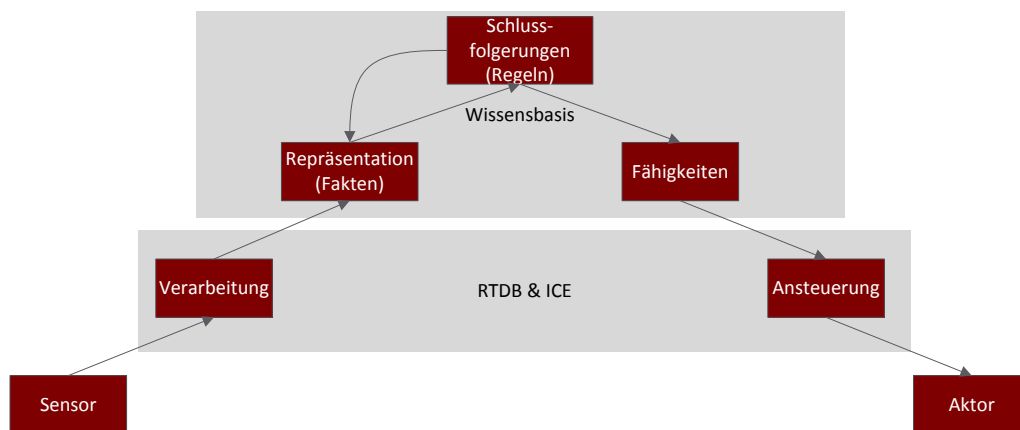 Schluss-
folgerungen
(Regeln)
Wissensbasis
Repräsentation
(Fakten)
Fähigkeiten
Verarbeitung
RTDB & ICE
Ansteuerung
Sensor
Aktor